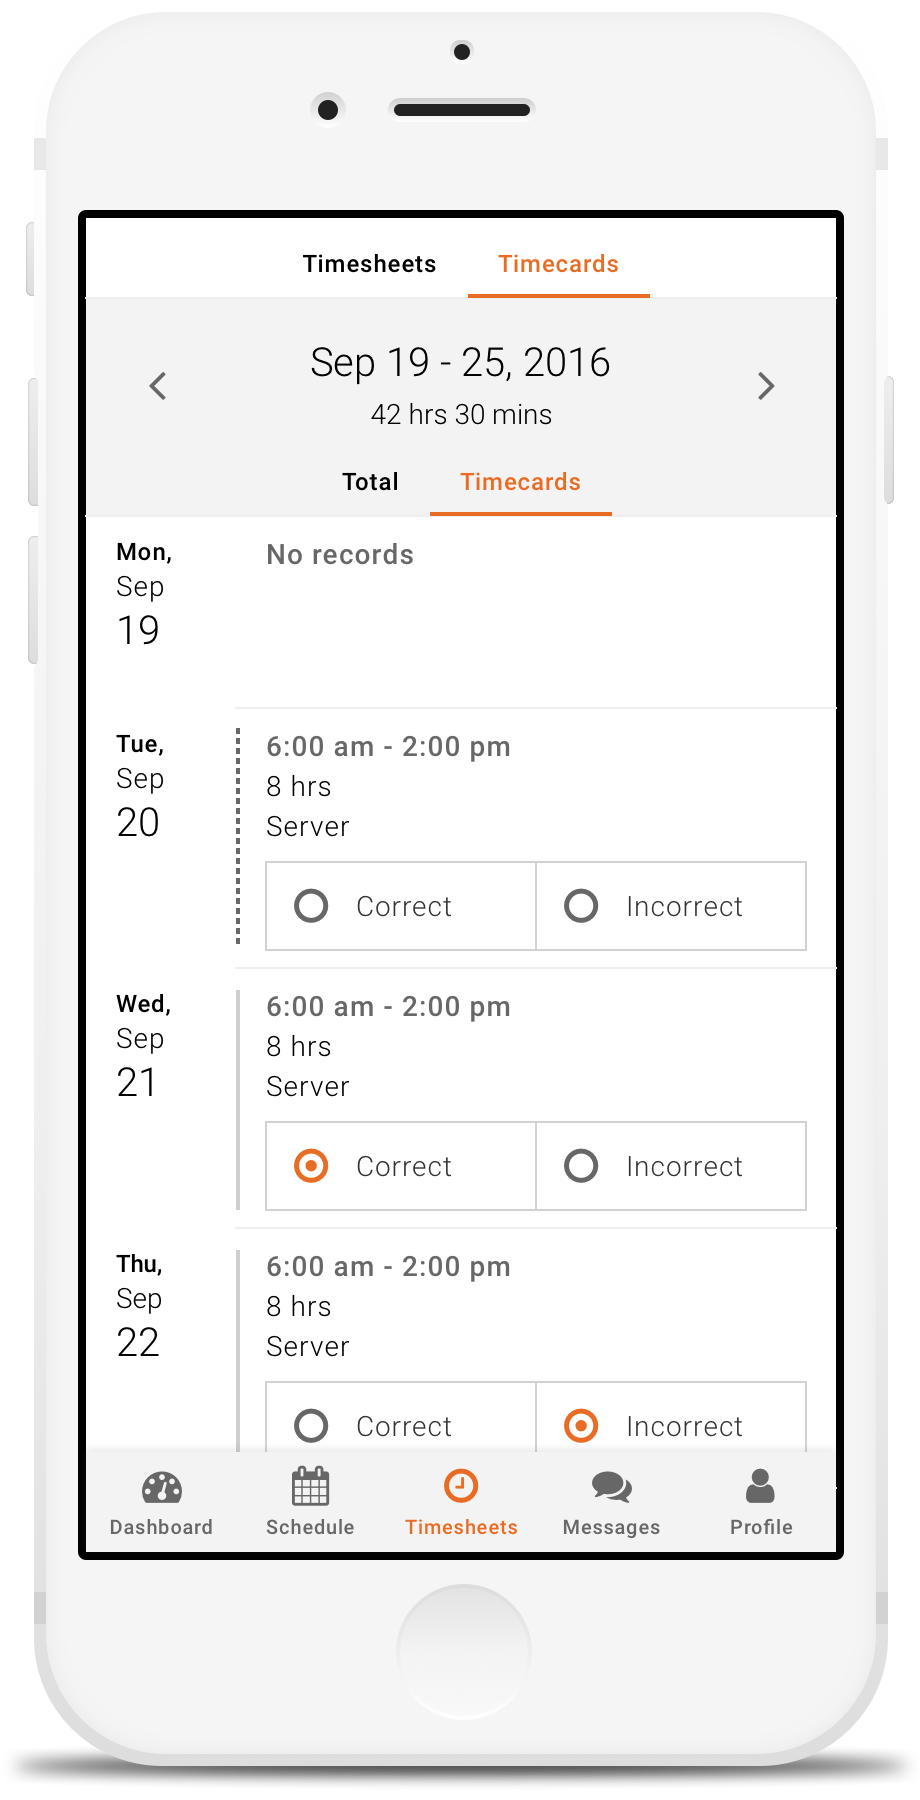 Timesheets Timecards
Sep 19 - 25, 2016
42 hrs 30 mins
Total Timecards
Mon,
Sep
19
No records
Tue,
Sep
20
6:00 am - 2:00 pm
8 hrs
Server
Correct Incorrect
Wed,
Sep
21
6:00 am - 2:00 pm
8 hrs
Server
Correct Incorrect
Thu,
Sep
22
6:00 am - 2:00 pm
8 hrs
Server
Correct Incorrect
Dashboard Schedule Timesheets Messages Profile